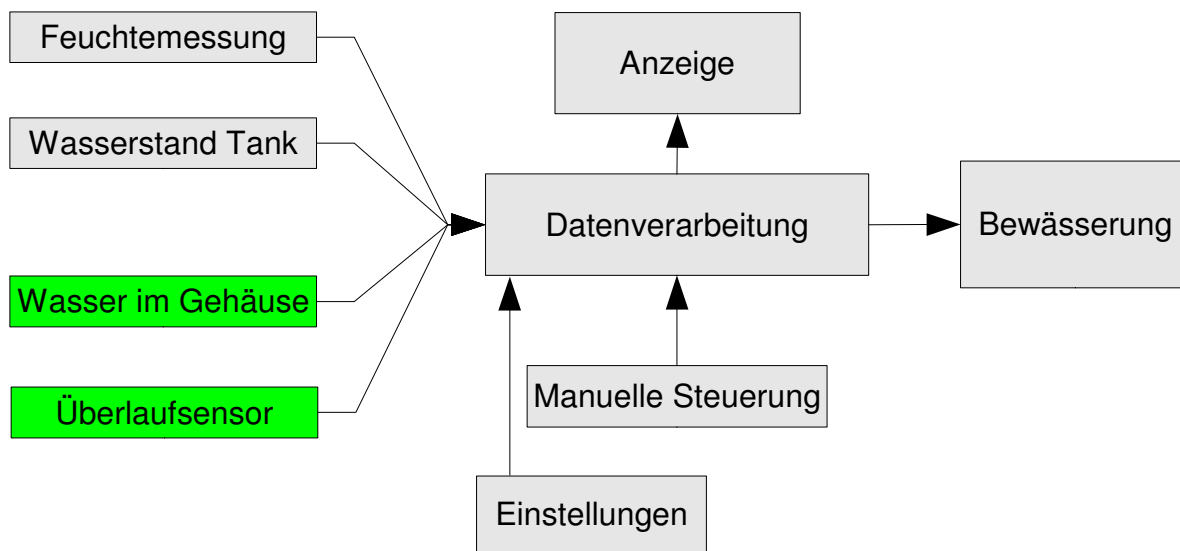 Feuchtemessung
Anzeige
Wasserstand Tank
Datenverarbeitung
Bewässerung
Wasser im Gehäuse
Manuelle Steuerung
Überlaufsensor
Einstellungen